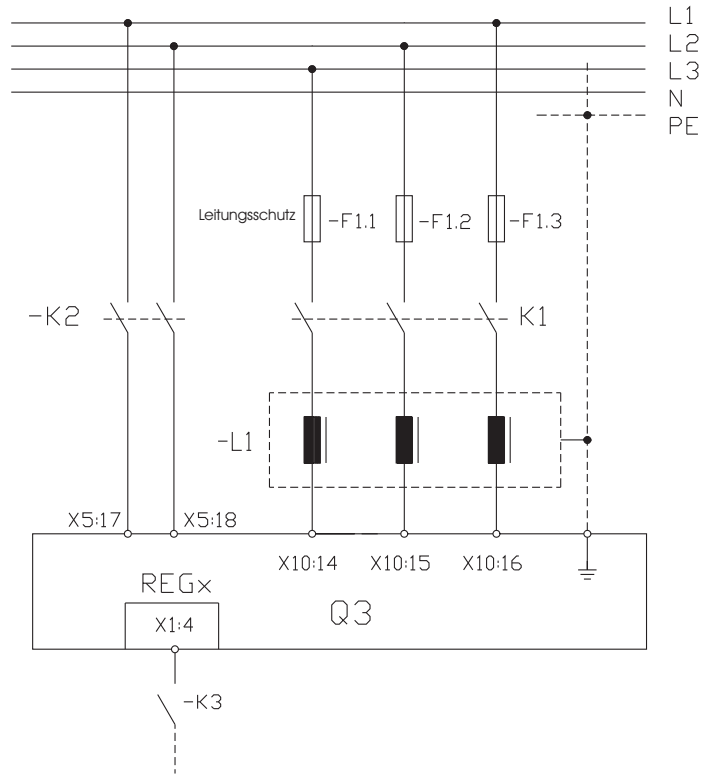 L1
L2
L3
N
PE
Leitungsschutz
-F1.1
-F1.2
-F1.3
-K2
K1
-L1
X5:17
X5:18
X10:14
X10:15
X10:16
REGx
Q3
X1:4
-K3